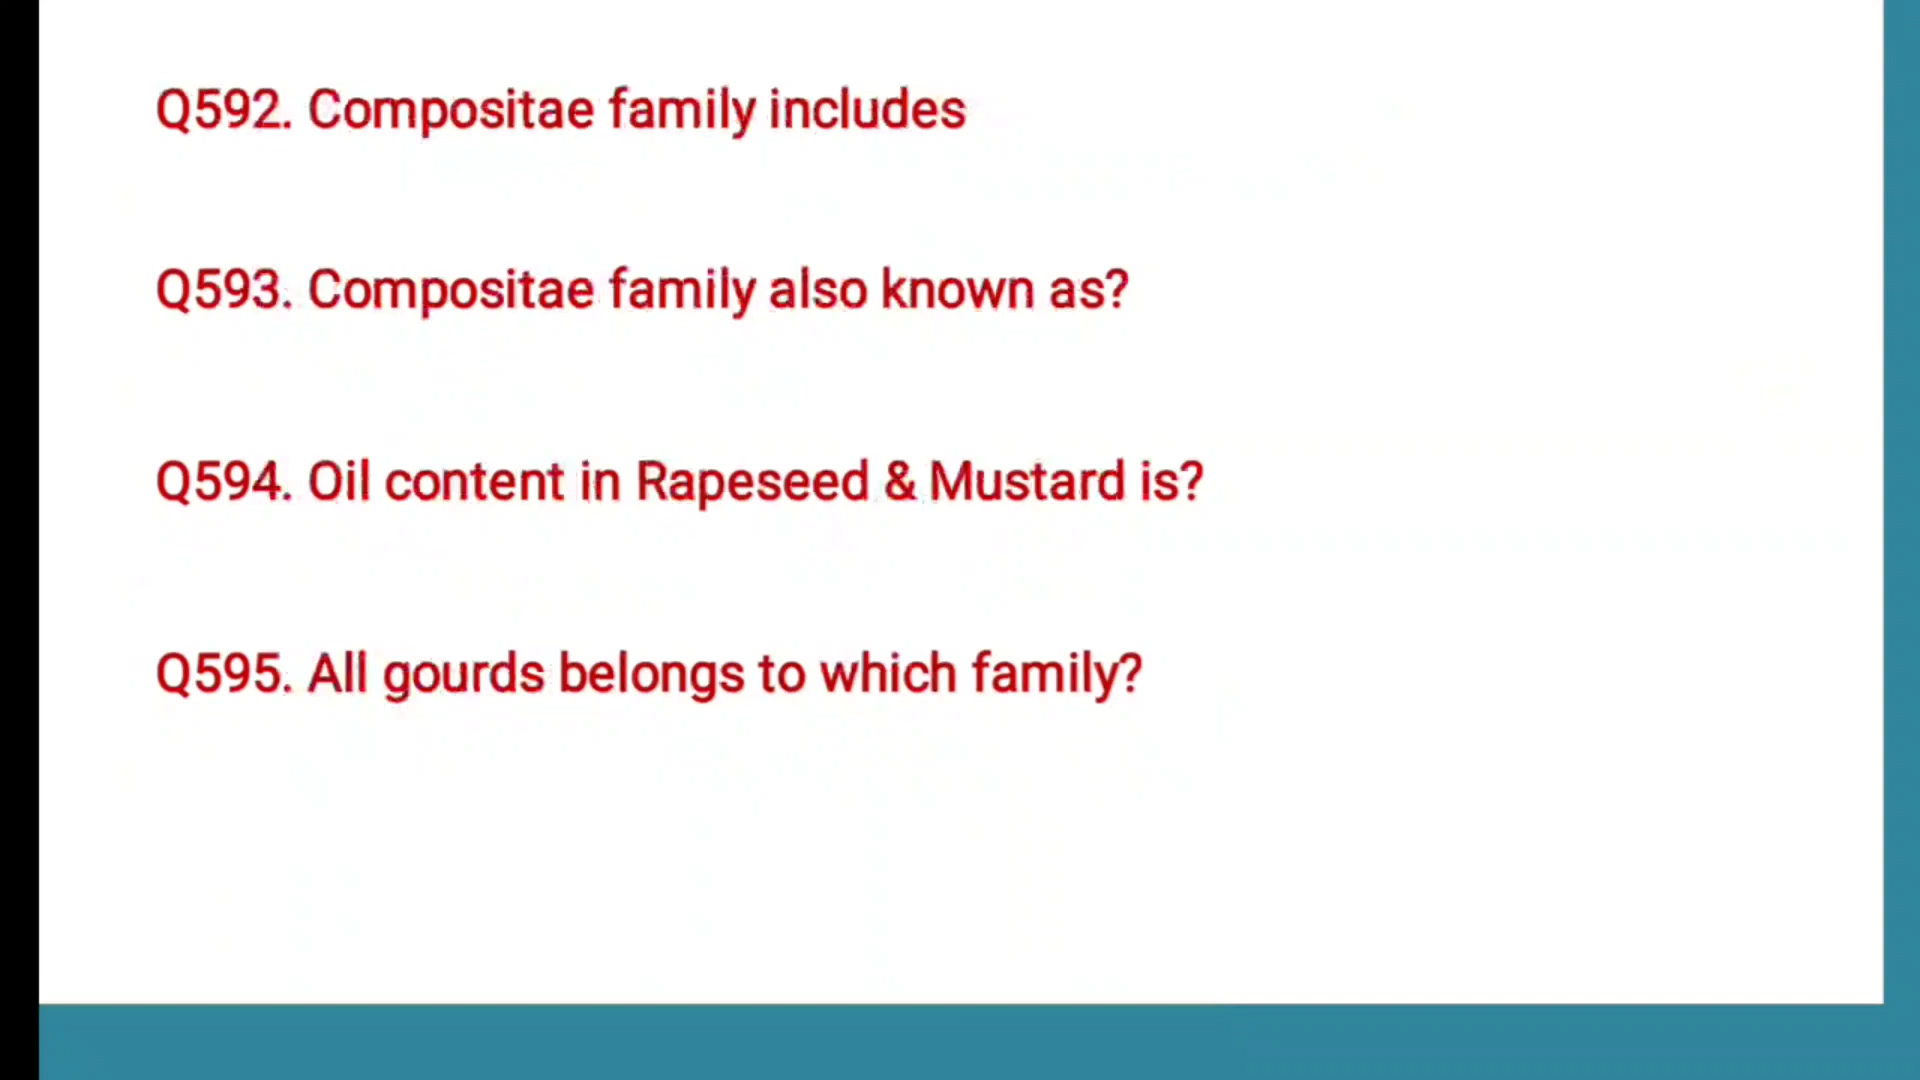 Q592. Compositae family includes
Q593. Compositae family also known as?
Q594. Oil content in Rapeseed & Mustard is?
Q595. All gourds belongs to which family?